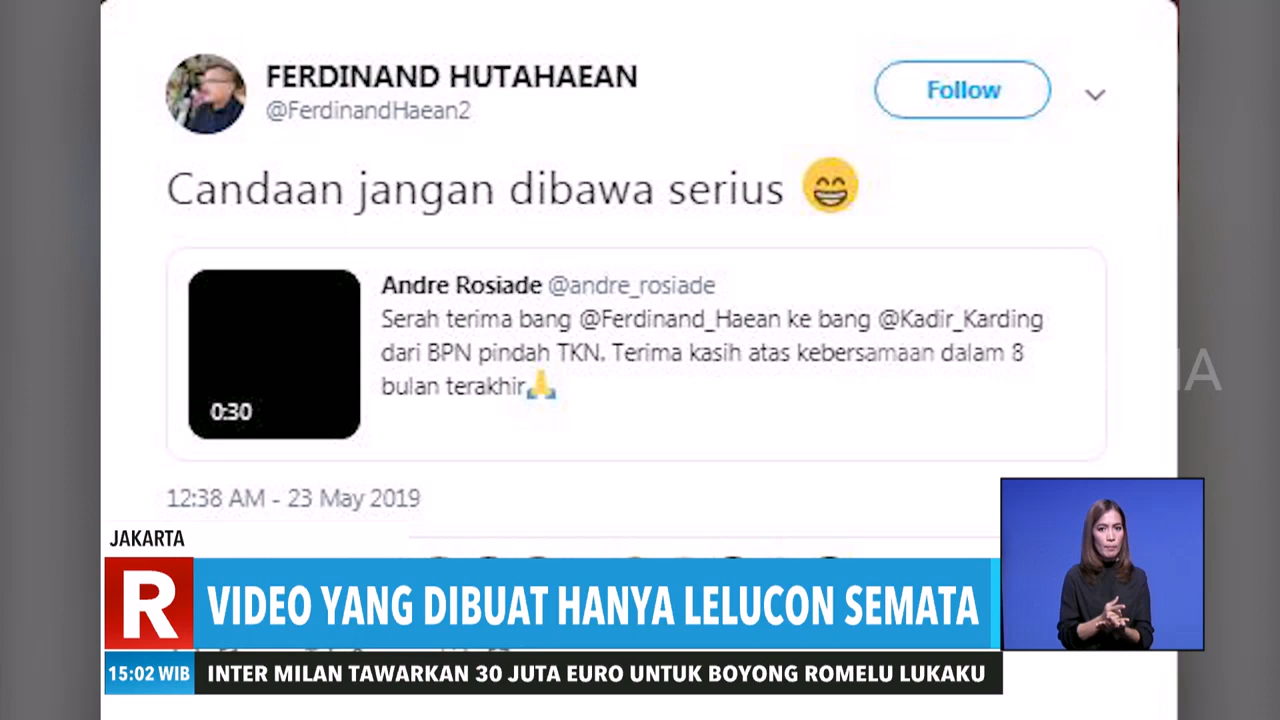 FERDINAND HUTAHAEAN
@FerdinandHaean2
Follow
Candaan jangan dibawa serius
Andre Rosiade @andre_rosiade
Serah terima bang @Ferdinand_Haean ke bang @Kadir_Karding
dari BPN pindah TKN. Terima kasih atas kebersamaan dalam 8
bulan terakhir
0:30
12:38 AM - 23 May 2019
JAKARTA
R
VIDEO YANG DIBUAT HANYA LELUCON SEMATA
15:02 WIB
INTER MILAN TAWARKAN 30 JUTA EURO UNTUK BOYONG ROMELU LUKAKU